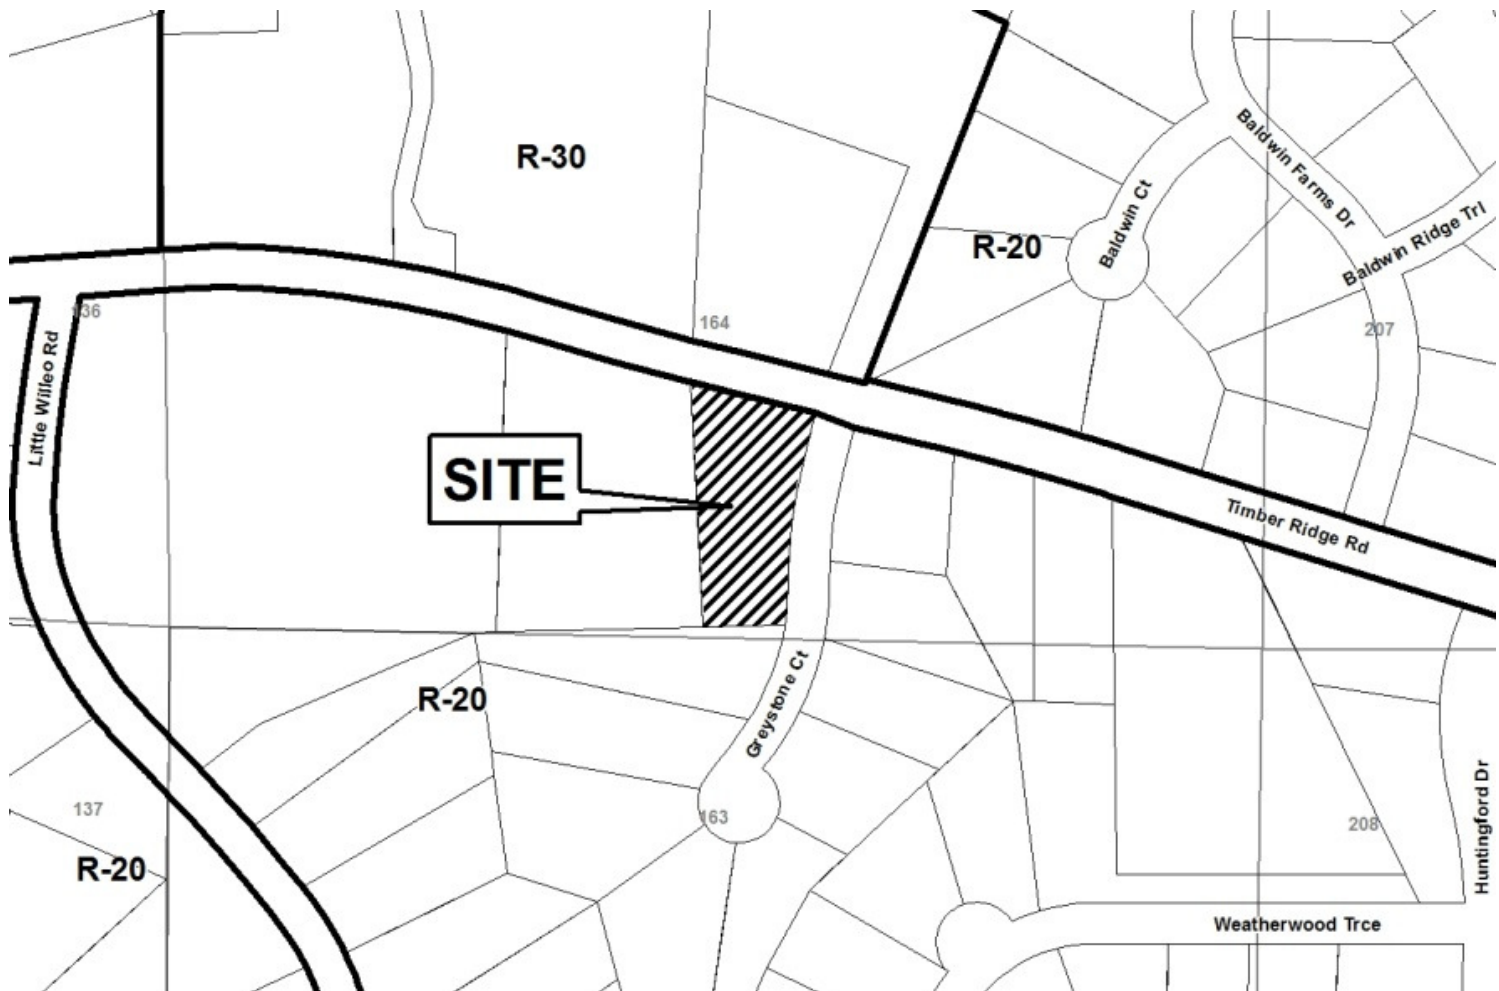 R-30
Baldwin Farms Dr
Baldwin Ct
Baldwin Ridge Trl
R-20
136
164
207
Little Willeo Rd
SITE
Timber Ridge Rd
R-20
Greystone Ct
137
163
208
Huntingford Dr
R-20
Weatherwood Trce